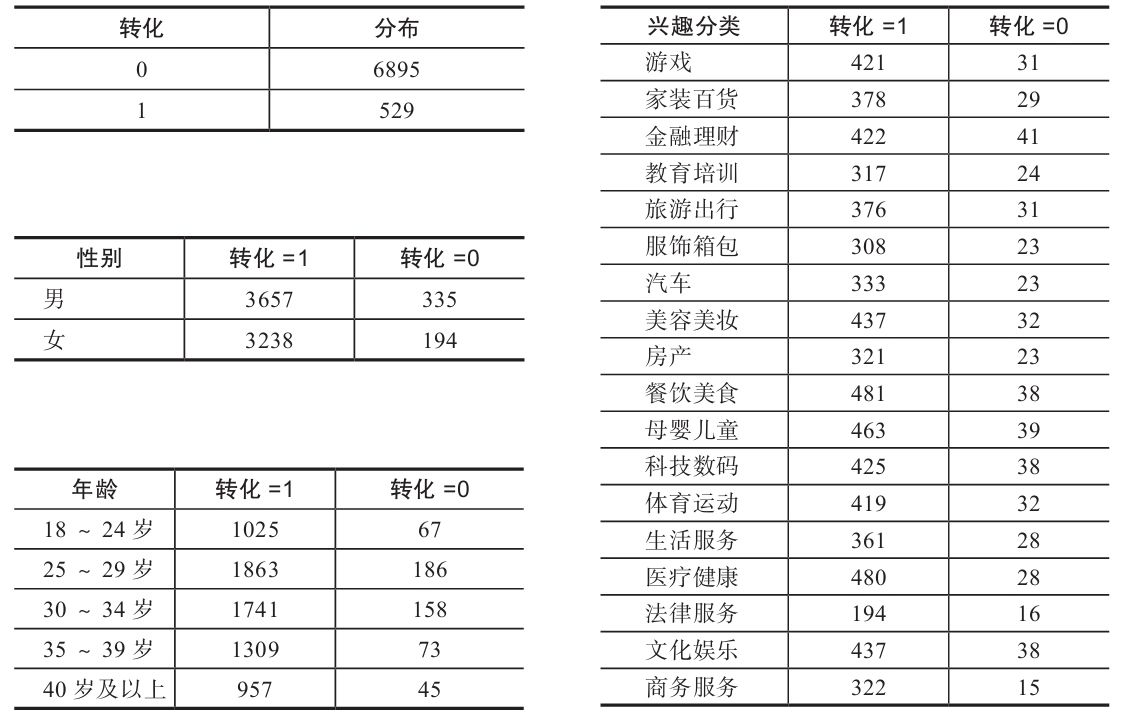 转化 分布
0 6895
1 529
性别 转化 =1 转化 =0
男 3657 335
女 3238 194
年龄 转化 =1 转化 =0
18 ~ 24 岁 1025 67
25 ~ 29 岁 1863 186
30 ~ 34 岁 1741 158
35 ~ 39 岁 1309 73
40 岁及以上 957 45
兴趣分类 转化 =1 转化 =0
游戏 421 31
家装百货 378 29
金融理财 422 41
教育培训 317 24
旅游出行 376 31
服饰箱包 308 23
汽车 333 23
美容美妆 437 32
房产 321 23
餐饮美食 481 38
母婴儿童 463 39
科技数码 425 38
体育运动 419 32
生活服务 361 28
医疗健康 480 28
法律服务 194 16
文化娱乐 437 38
商务服务 322 15